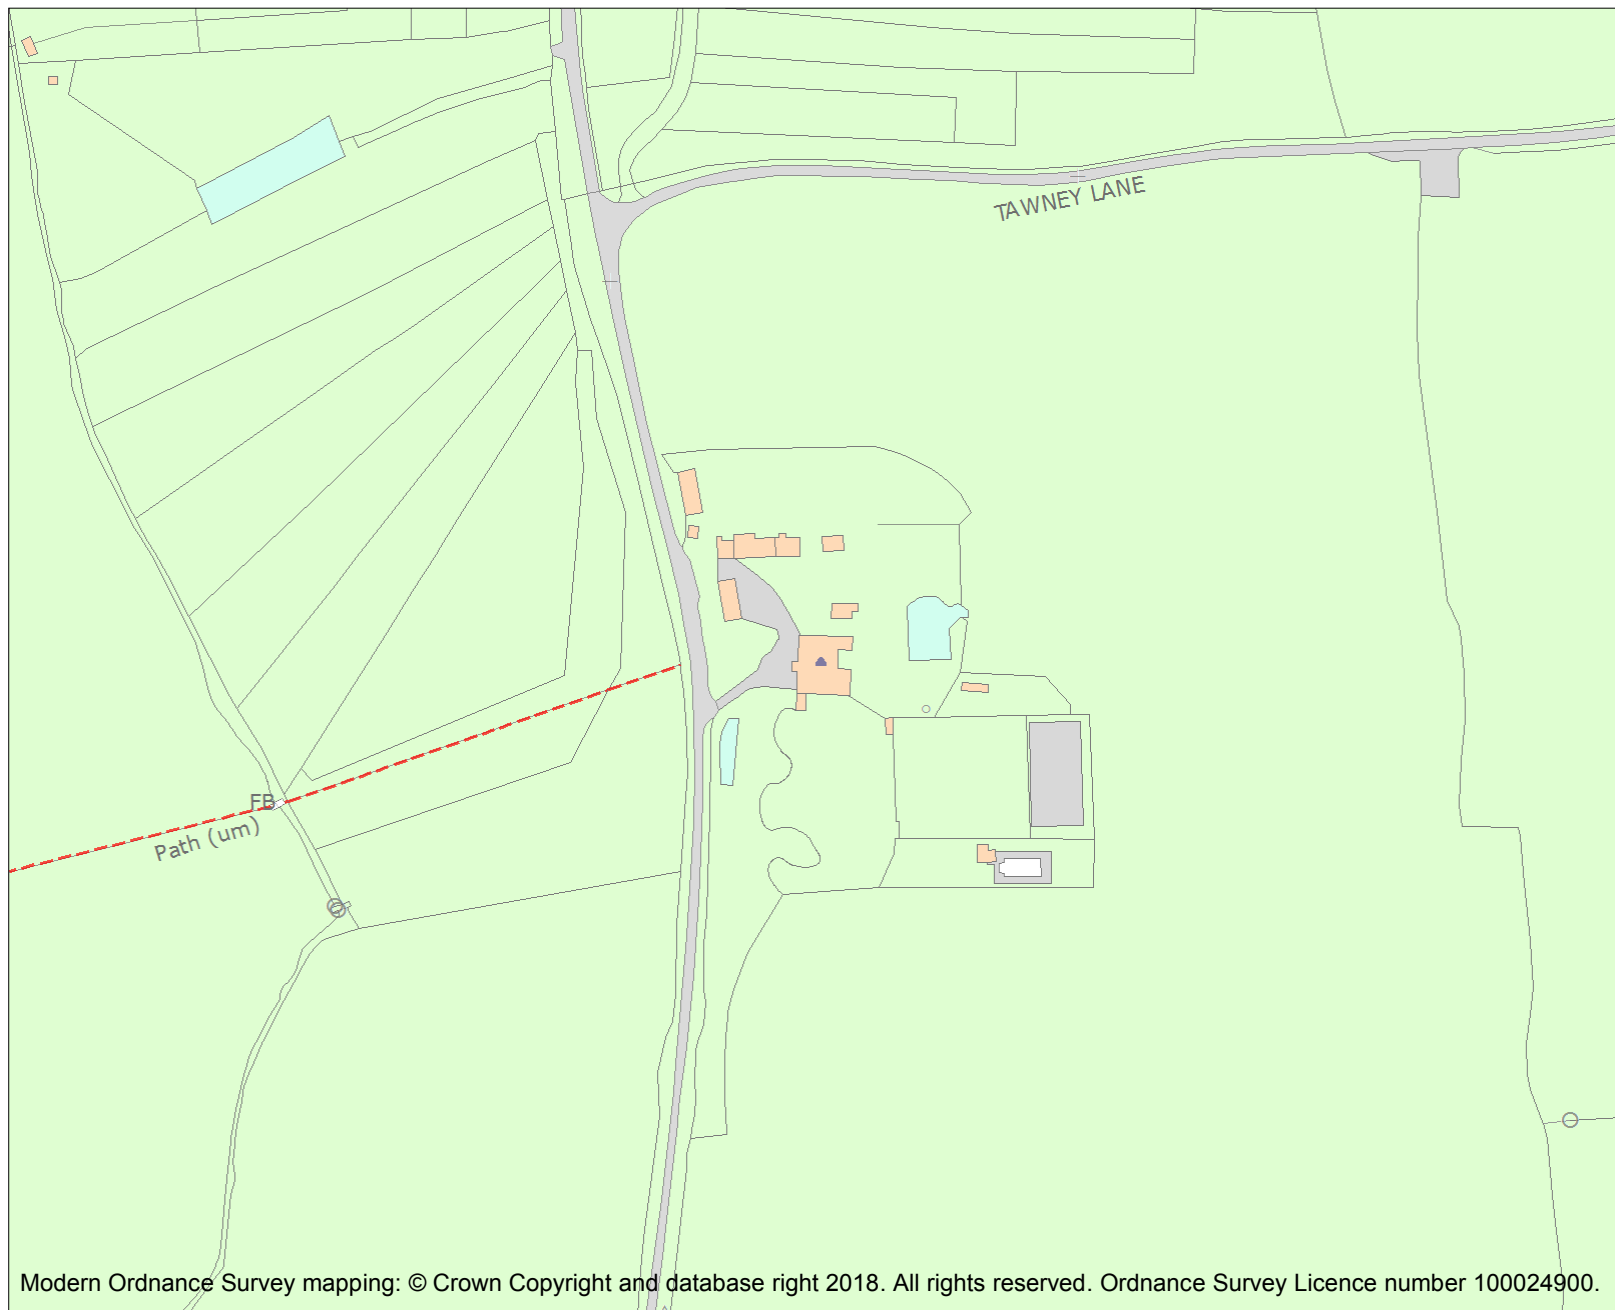 TAWNEY LANE
FB
Path (um)
Modern Ordnance Survey mapping: © Crown Copyright and database right 2018. All rights reserved. Ordnance Survey Licence number 100024900.